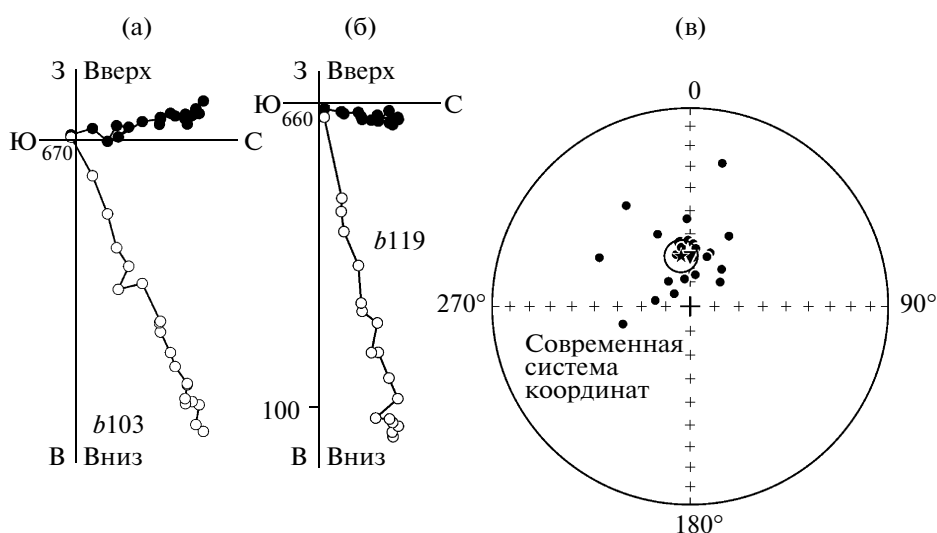 (а)
(б)
(в)
З Вверх
З Вверх
Ю
С
670
Ю
С
660
0
b119
270°
90°
Современная
система
координат
100
b103
В Вниз
В Вниз
180°